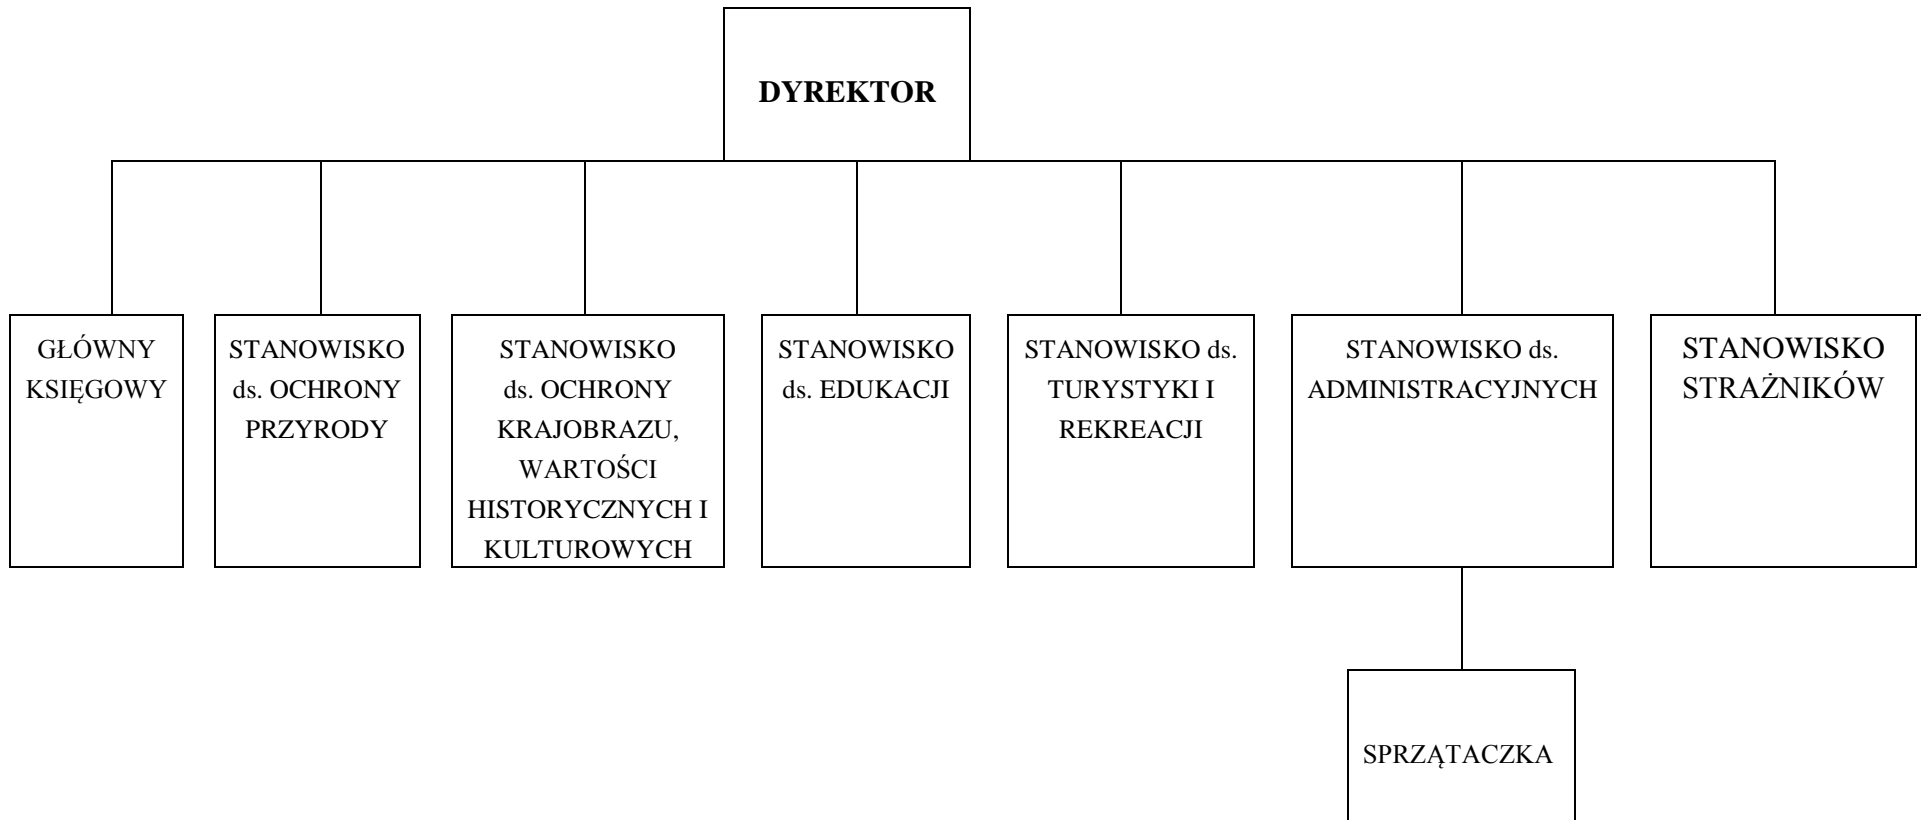 DYREKTOR
GŁÓWNY
KSIĘGOWY
STANOWISKO
ds. OCHRONY
PRZYRODY
STANOWISKO
ds. OCHRONY
KRAJOBRAZU,
WARTOŚCI
HISTORYCZNYCH I
KULTUROWYCH
STANOWISKO
ds. EDUKACJI
STANOWISKO ds.
TURYSTYKI I
REKREACJI
STANOWISKO ds.
ADMINISTRACYJNYCH
STANOWISKO
STRAŻNIKÓW
SPRZĄTACZKA